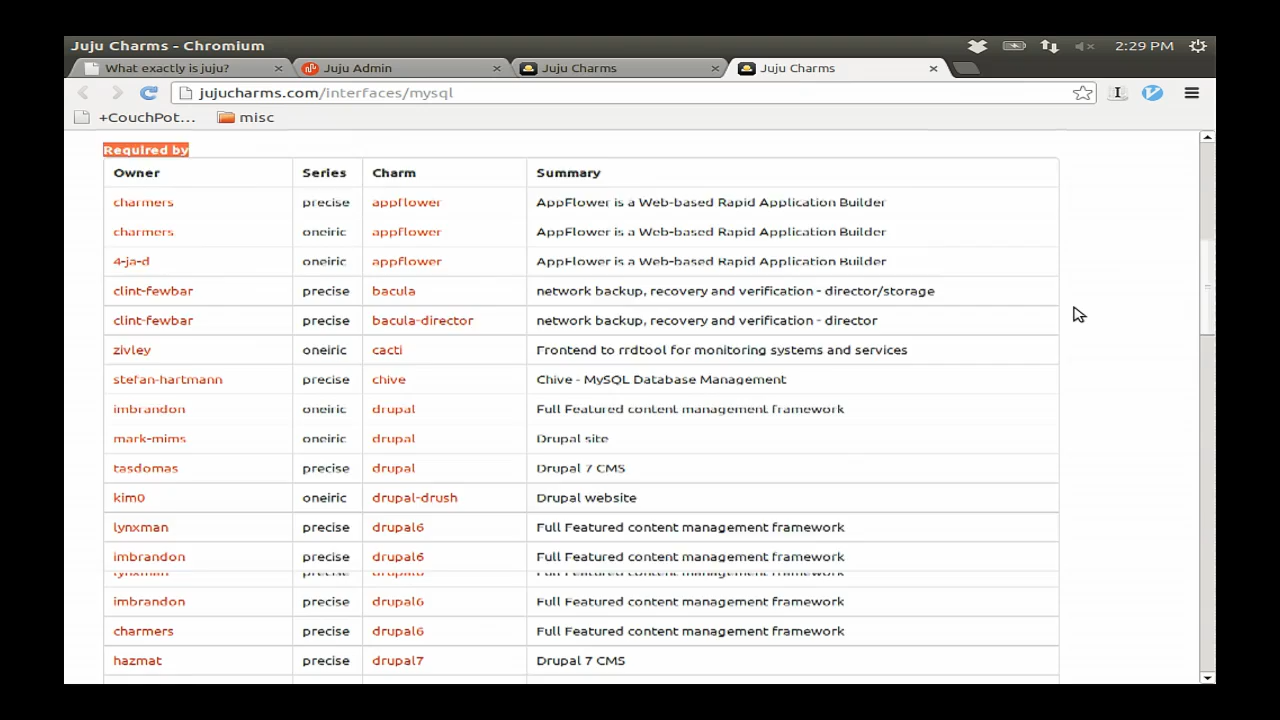 Juju Charms - Chromium
2:29 PM
What exactly is juju?
Juju Admin
Juju Charms
Juju Charms
jujucharms.com/interfaces/mysql
+CouchPot...
misc
Required by
Owner Series Charm Summary
charmers precise appflower AppFlower is a Web-based Rapid Application Builder
charmers oneiric appflower AppFlower is a Web-based Rapid Application Builder
4-ja-d oneiric appflower AppFlower is a Web-based Rapid Application Builder
clint-fewbar precise bacula network backup, recovery and verification - director/storage
clint-fewbar precise bacula-director network backup, recovery and verification - director
zivley oneiric cacti Frontend to rrdtool for monitoring systems and services
stefan-hartmann precise chive Chive - MySQL Database Management
imbrandon oneiric drupal Full Featured content management framework
mark-mims oneiric drupal Drupal site
tasdomas precise drupal Drupal 7 CMS
kim0 oneiric drupal-drush Drupal website
lynxman precise drupal6 Full Featured content management framework
imbrandon precise drupal6 Full Featured content management framework
lynxman precise drupal6 Full Featured content management framework
imbrandon precise drupal6 Full Featured content management framework
charmers precise drupal6 Full Featured content management framework
hazmat precise drupal7 Drupal 7 CMS